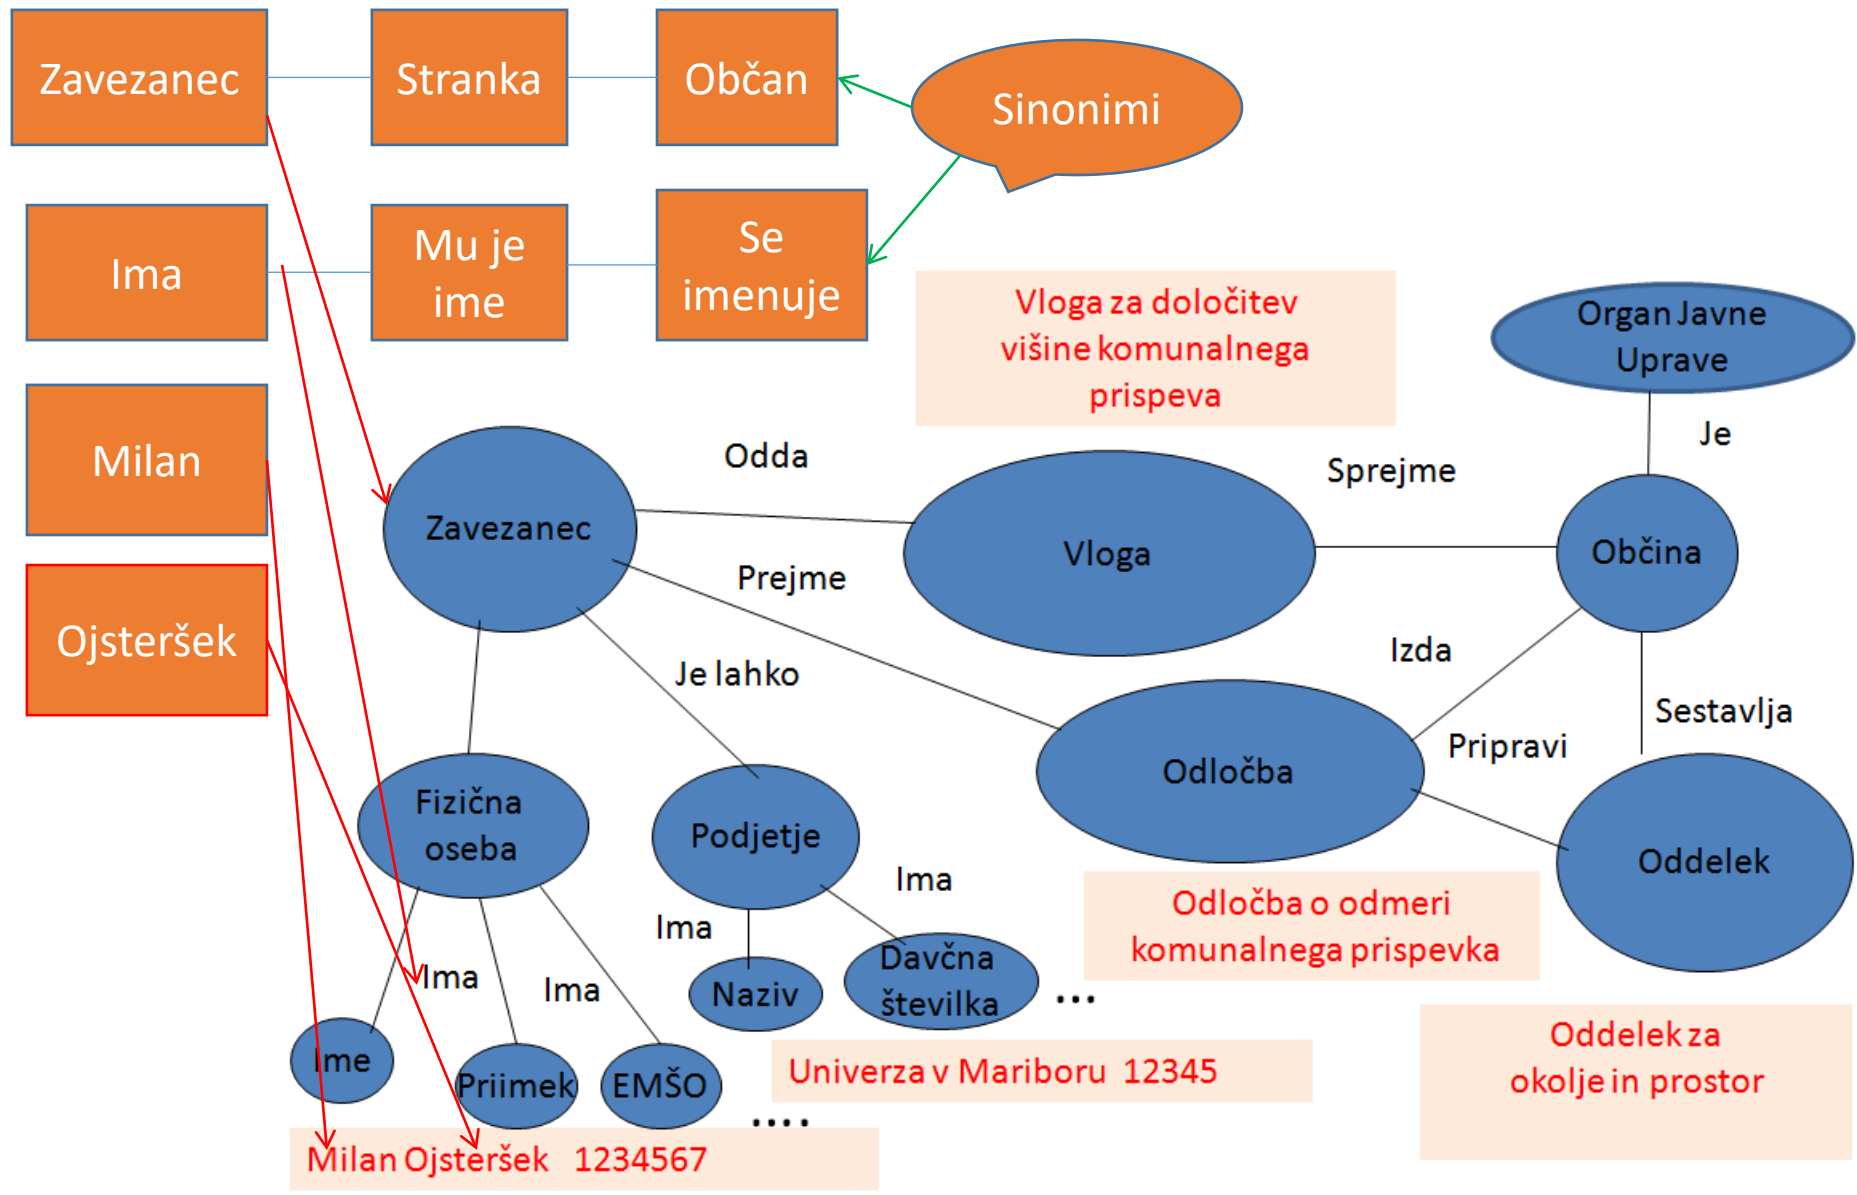 Zavezanec
Stranka
Občan
Sinonimi
Ima
Mu je
ime
Se
imenuje
Milan
Ojsteršek
Vloga za določitev
višine komunalnega
prispeva
Organ Javne
Uprave
Je
Odda
Sprejme
Zavezanec
Vloga
Občina
Prejme
Izda
Je lahko
Sestavlja
Pripravi
Fizična
oseba
Podjetje
Odločba
Oddelek
Ima
Ima
Ima
Ima
Odločba o odmeri
komunalnega prispevka
Naziv
Davčna
številka
...
Ime
Priimek
EMŠO
....
Univerza v Mariboru 12345
Oddelek za
okolje in prostor
Milan Ojsteršek 1234567